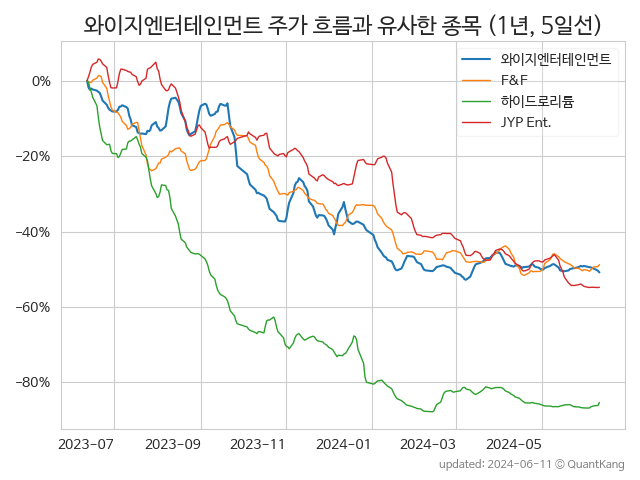 와이지엔터테인먼트 주가 흐름과 유사한 종목 (1년, 5일선)
와이지엔터테인먼트
F&F
하이드로리튬
JYP Ent.
0%
−20%
−40%
−60%
−80%
2023-07
2023-09
2023-11
2024-01
2024-03
2024-05
updated: 2024-06-11 © QuantKang